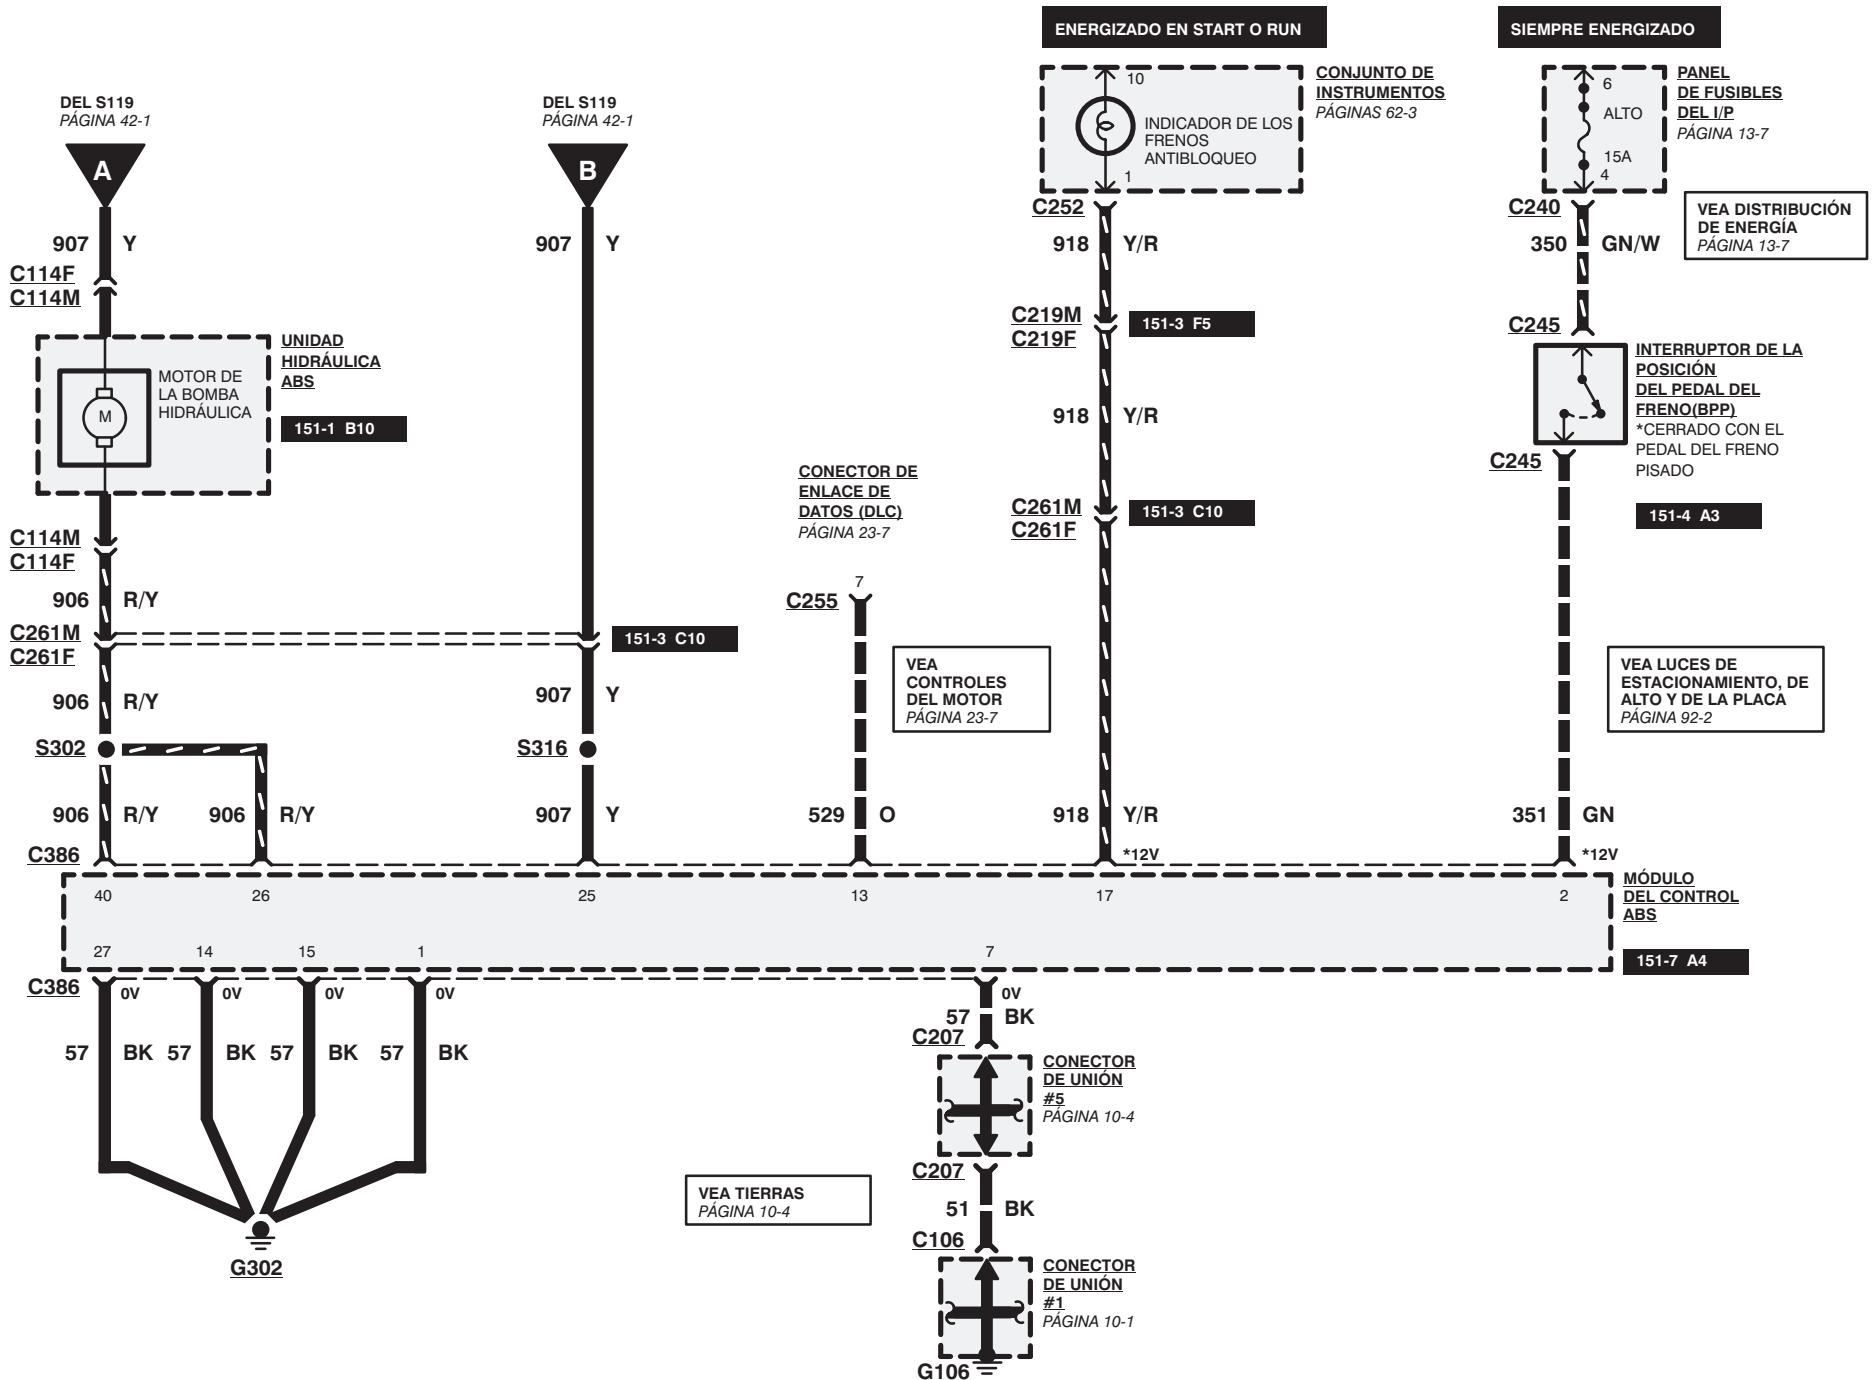 ENERGIZADO EN START O RUN
SIEMPRE ENERGIZADO
DEL S119
PÁGINA 42-1
A
DEL S119
PÁGINA 42-1
B
10
INDICADOR DE LOS
FRENOS
ANTIBLOQUEO
1
CONJUNTO DE
INSTRUMENTOS
PÁGINAS 62-3
6
ALTO
15A
4
PANEL
DE FUSIBLES
DEL I/P
PÁGINA 13-7
907 Y
907 Y
C252
918 Y/R
C240
350 GN/W
VEA DISTRIBUCIÓN
DE ENERGÍA
PÁGINA 13-7
C114F
C114M
C219M
C219F
151-3 F5
C245
UNIDAD
HIDRÁULICA
ABS
MOTOR DE
LA BOMBA
HIDRÁULICA
M
151-1 B10
918 Y/R
INTERRUPTOR DE LA
POSICIÓN
DEL PEDAL DEL
FRENO(BPP)
*CERRADO CON EL
PEDAL DEL FRENO
PISADO
C245
151-4 A3
CONECTOR DE
ENLACE DE
DATOS (DLC)
PÁGINA 23-7
C261M
C261F
151-3 C10
C114M
C114F
7
C255
906 R/Y
C261M
C261F
151-3 C10
VEA
CONTROLES
DEL MOTOR
PÁGINA 23-7
VEA LUCES DE
ESTACIONAMIENTO, DE
ALTO Y DE LA PLACA
PÁGINA 92-2
906 R/Y
907 Y
S302
S316
906 R/Y
906 R/Y
907 Y
529 O
918 Y/R
351 GN
C386
*12V
*12V
40 26 25 13 17 2
MÓDULO
DEL CONTROL
ABS
27 14 15 1 7
151-7 A4
C386
0V 0V 0V 0V 0V
57 BK
C207
57 BK 57 BK 57 BK 57 BK
CONECTOR
DE UNIÓN
#5
PÁGINA 10-4
C207
VEA TIERRAS
PÁGINA 10-4
51 BK
C106
G302
CONECTOR
DE UNIÓN
#1
PÁGINA 10-1
G106